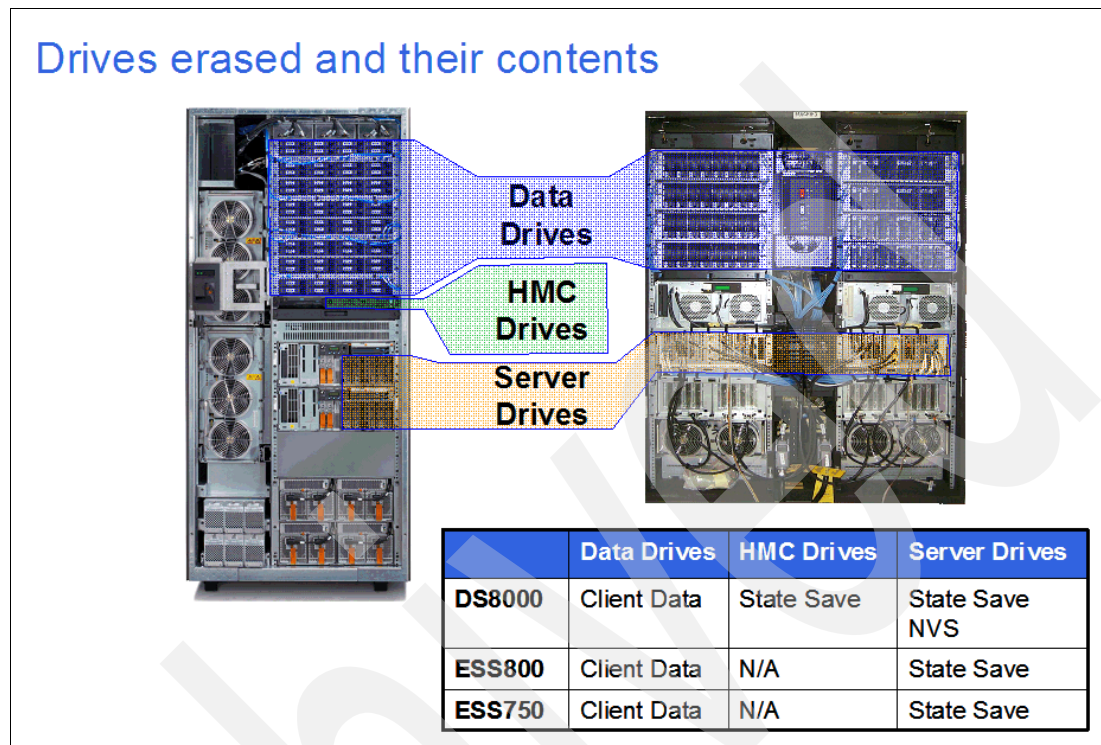 Drives erased and their contents
Data
Drives
HMC
Drives
Server
Drives
Data Drives HMC Drives Server Drives
DS8000 Client Data State Save State Save
NVS
ESS800 Client Data N/A State Save
ESS750 Client Data N/A State Save